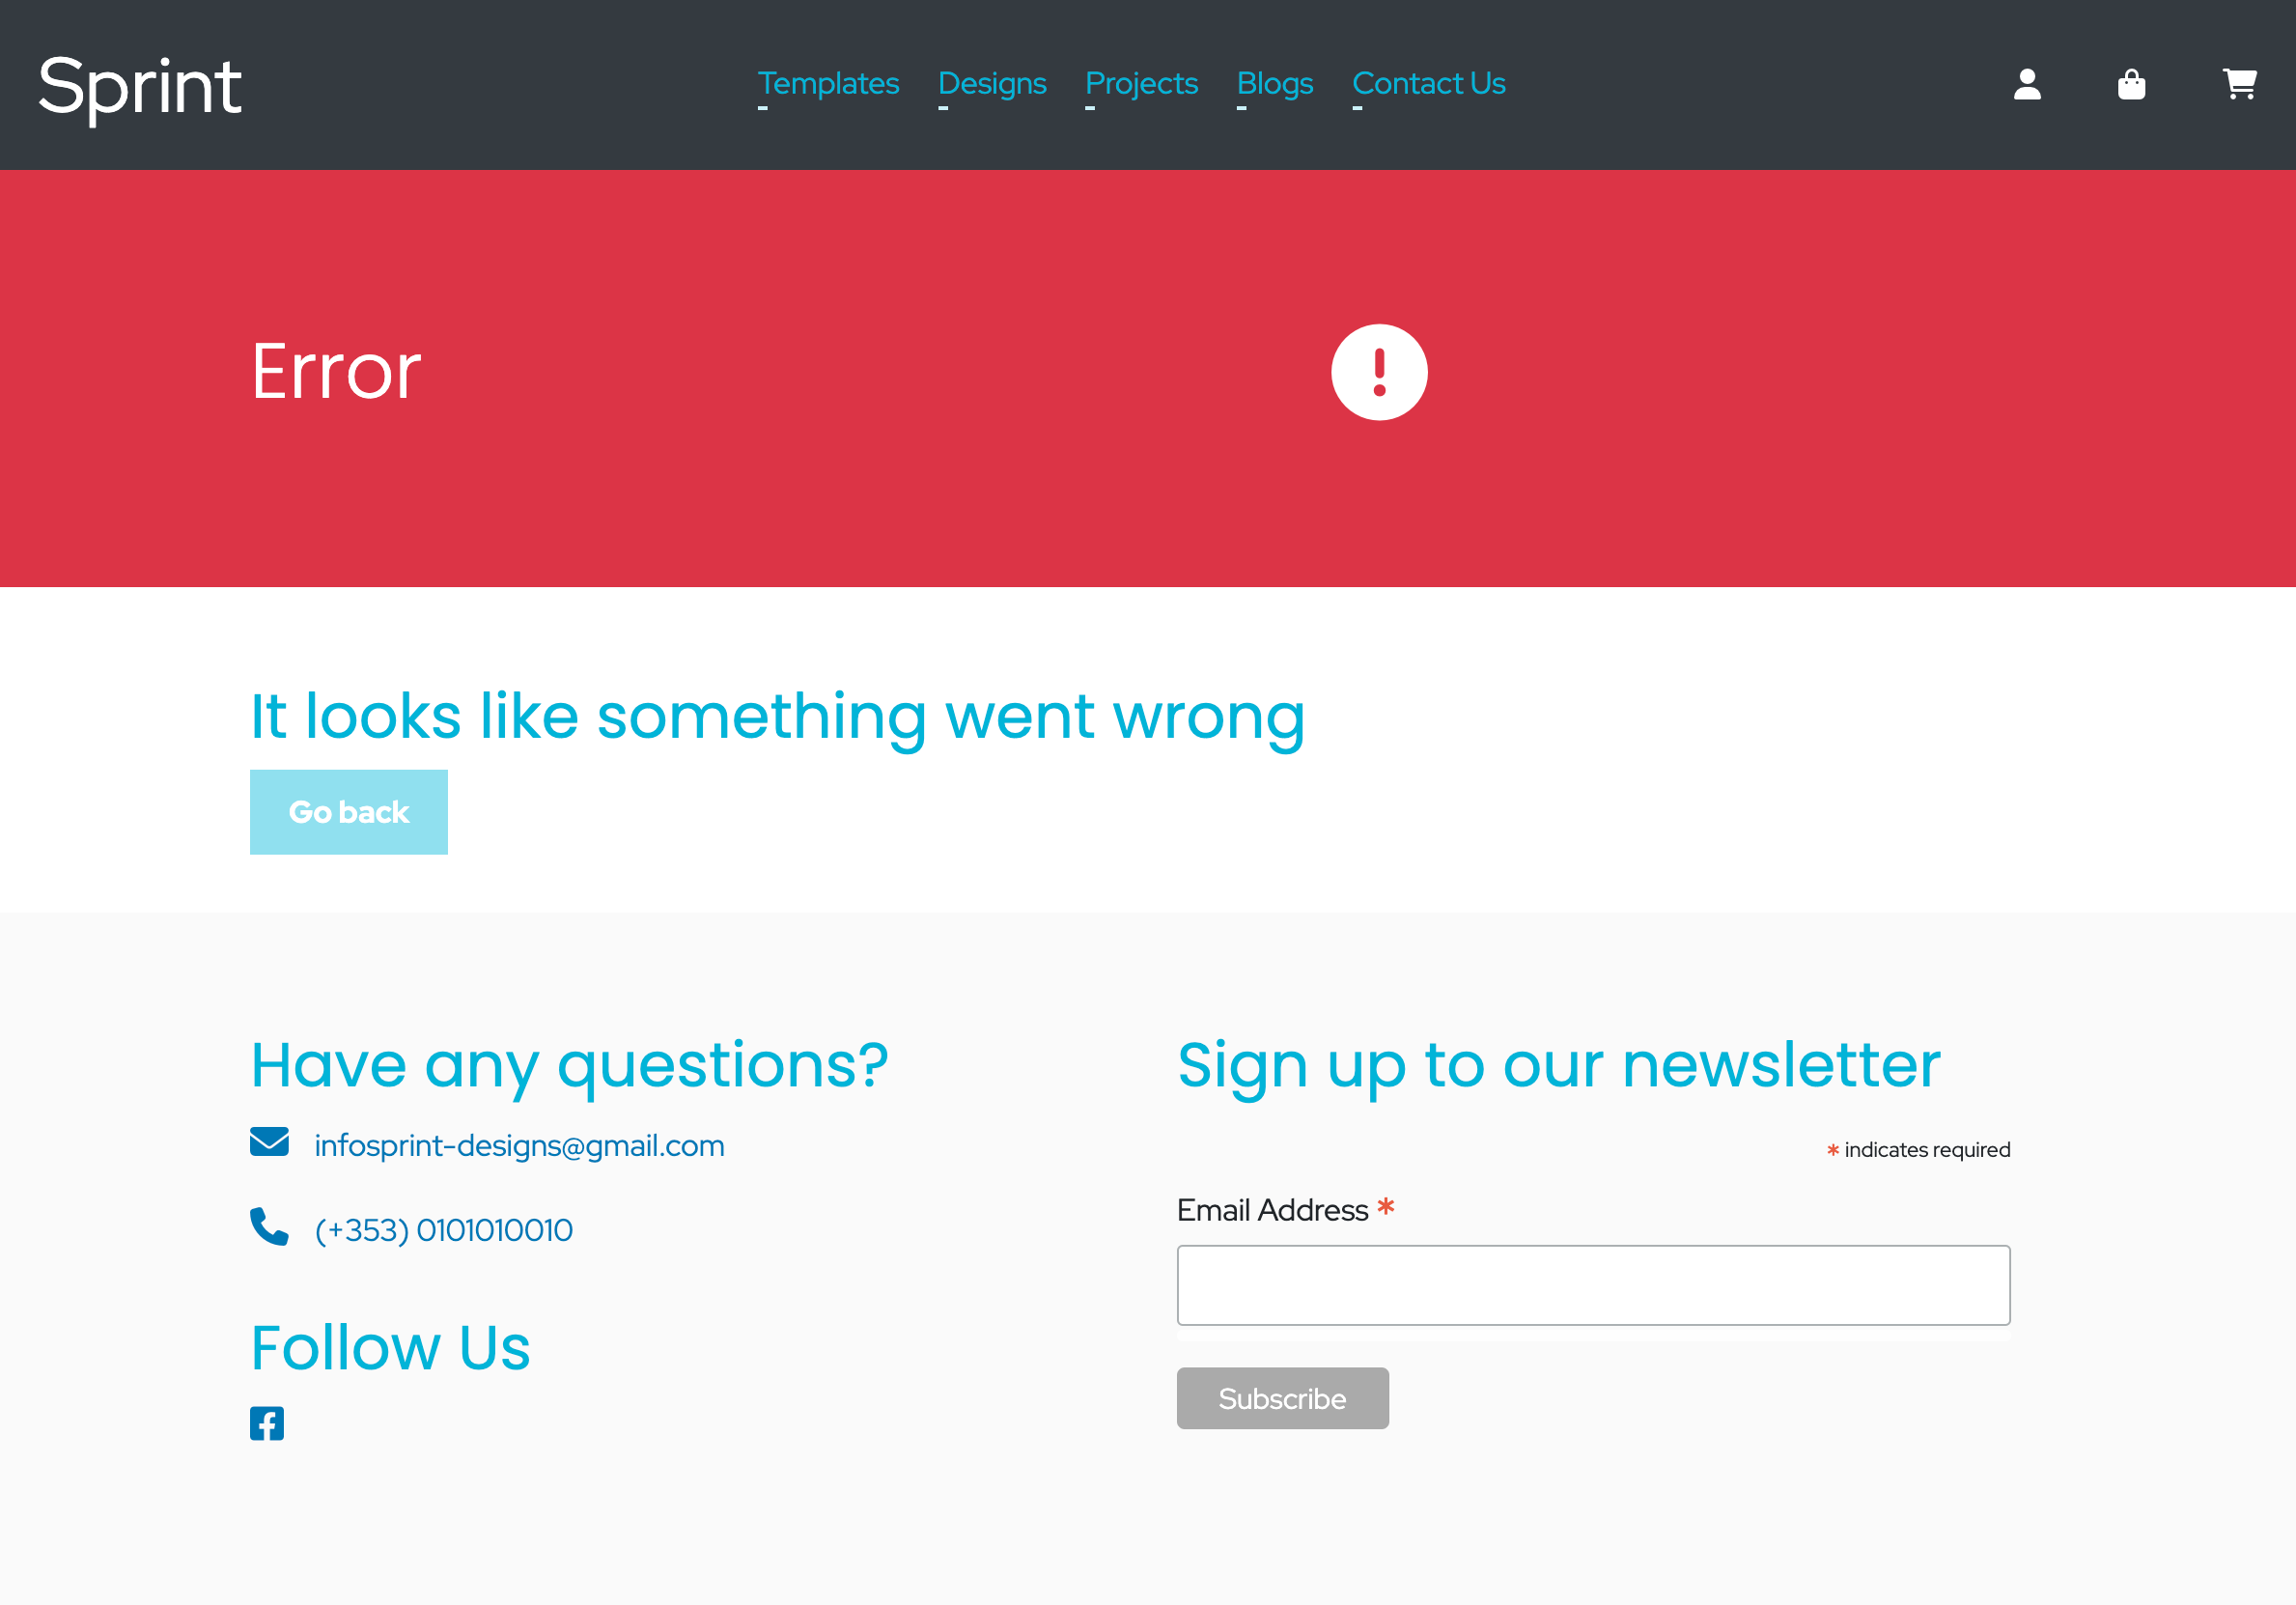 Sprint
Templates Designs Projects Blogs Contact Us
Error
It looks like something went wrong
Go back
Have any questions?
infosprint-designs@gmail.com
(+353) 0101010010
Follow Us
Sign up to our newsletter
* indicates required
Email Address *
Subscribe